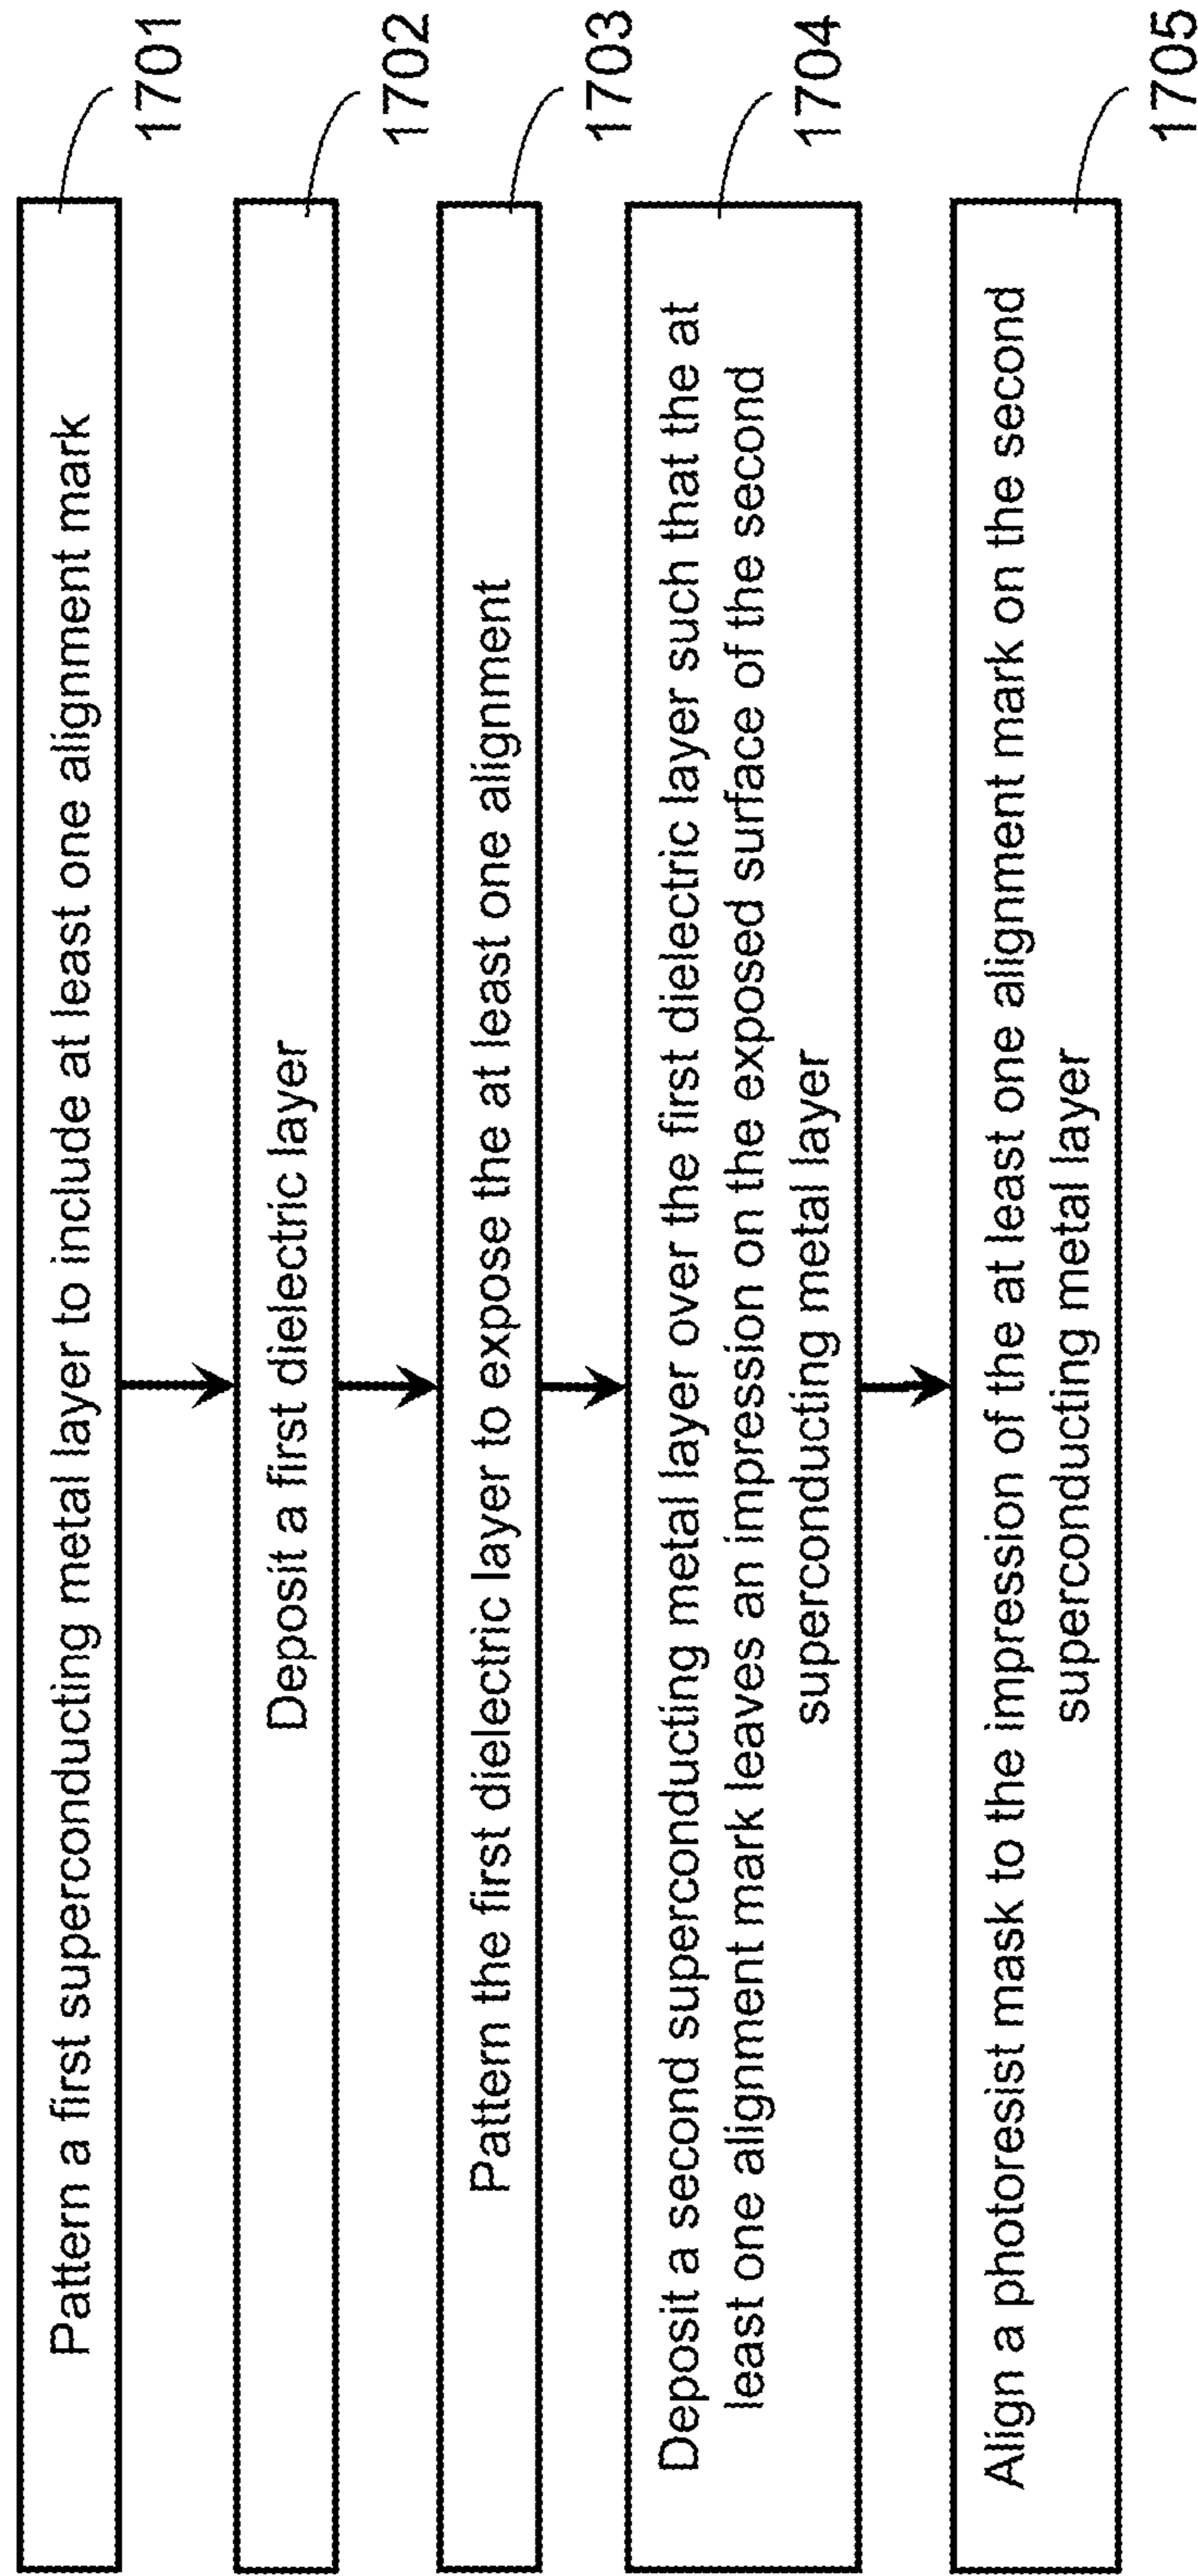 Pattern a first superconducting metal layer to include at least one alignment mark
1701
Deposit a first dielectric layer
1702
Pattern the first dielectric layer to expose the at least one alignment
1703
Deposit a second superconducting metal layer over the first dielectric layer such that the at
least one alignment mark leaves an impression on the exposed surface of the second
superconducting metal layer
1704
Align a photoresist mask to the impression of the at least one alignment mark on the second
superconducting metal layer
1705